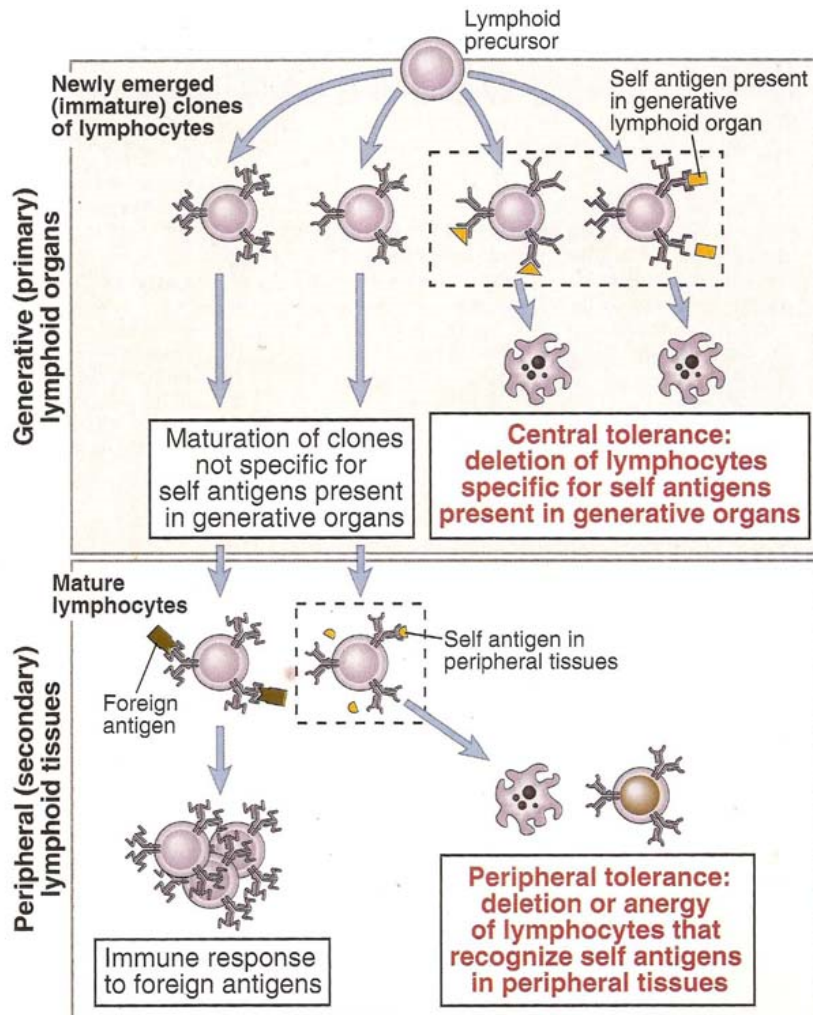 Lymphoid
precursor
Newly emerged
(immature) clones
of lymphocytes
Self antigen present
in generative
lymphoid organ
Generative (primary)
lymphoid organs
Maturation of clones
not specific for
self antigens present
in generative organs
Central tolerance:
deletion of lymphocytes
specific for self antigens
present in generative organs
Mature
lymphocytes
Foreign
antigen
Self antigen in
peripheral tissues
Peripheral (secondary)
lymphoid tissues
Immune response
to foreign antigens
Peripheral tolerance:
deletion or anergy
of lymphocytes that
recognize self antigens
in peripheral tissues